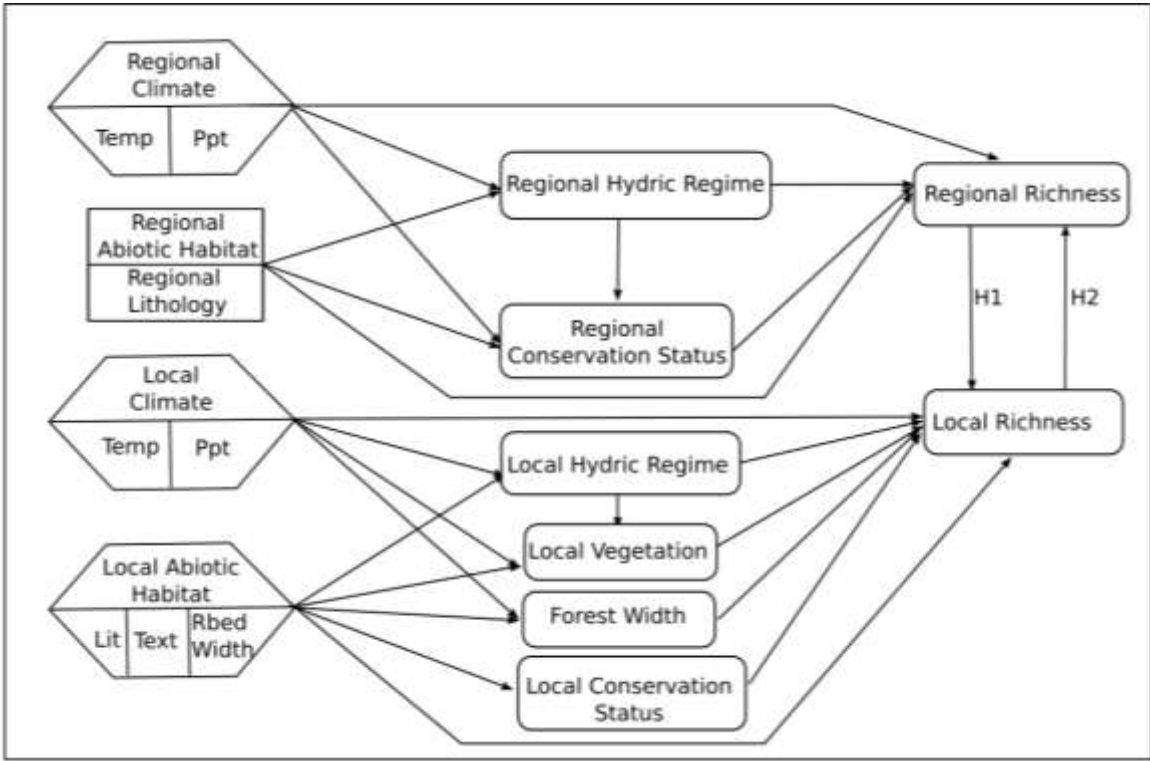 Regional
Climate
Temp
Ppt
Regional Hydric Regime
Regional Richness
Regional
Abiotic Habitat
Regional
Lithology
H1
H2
Regional
Conservation Status
Local
Climate
Temp
Ppt
Local Richness
Local Hydric Regime
Local Vegetation
Local Abiotic
Habitat
Lit
Text
Rbed
Width
Forest Width
Local Conservation
Status